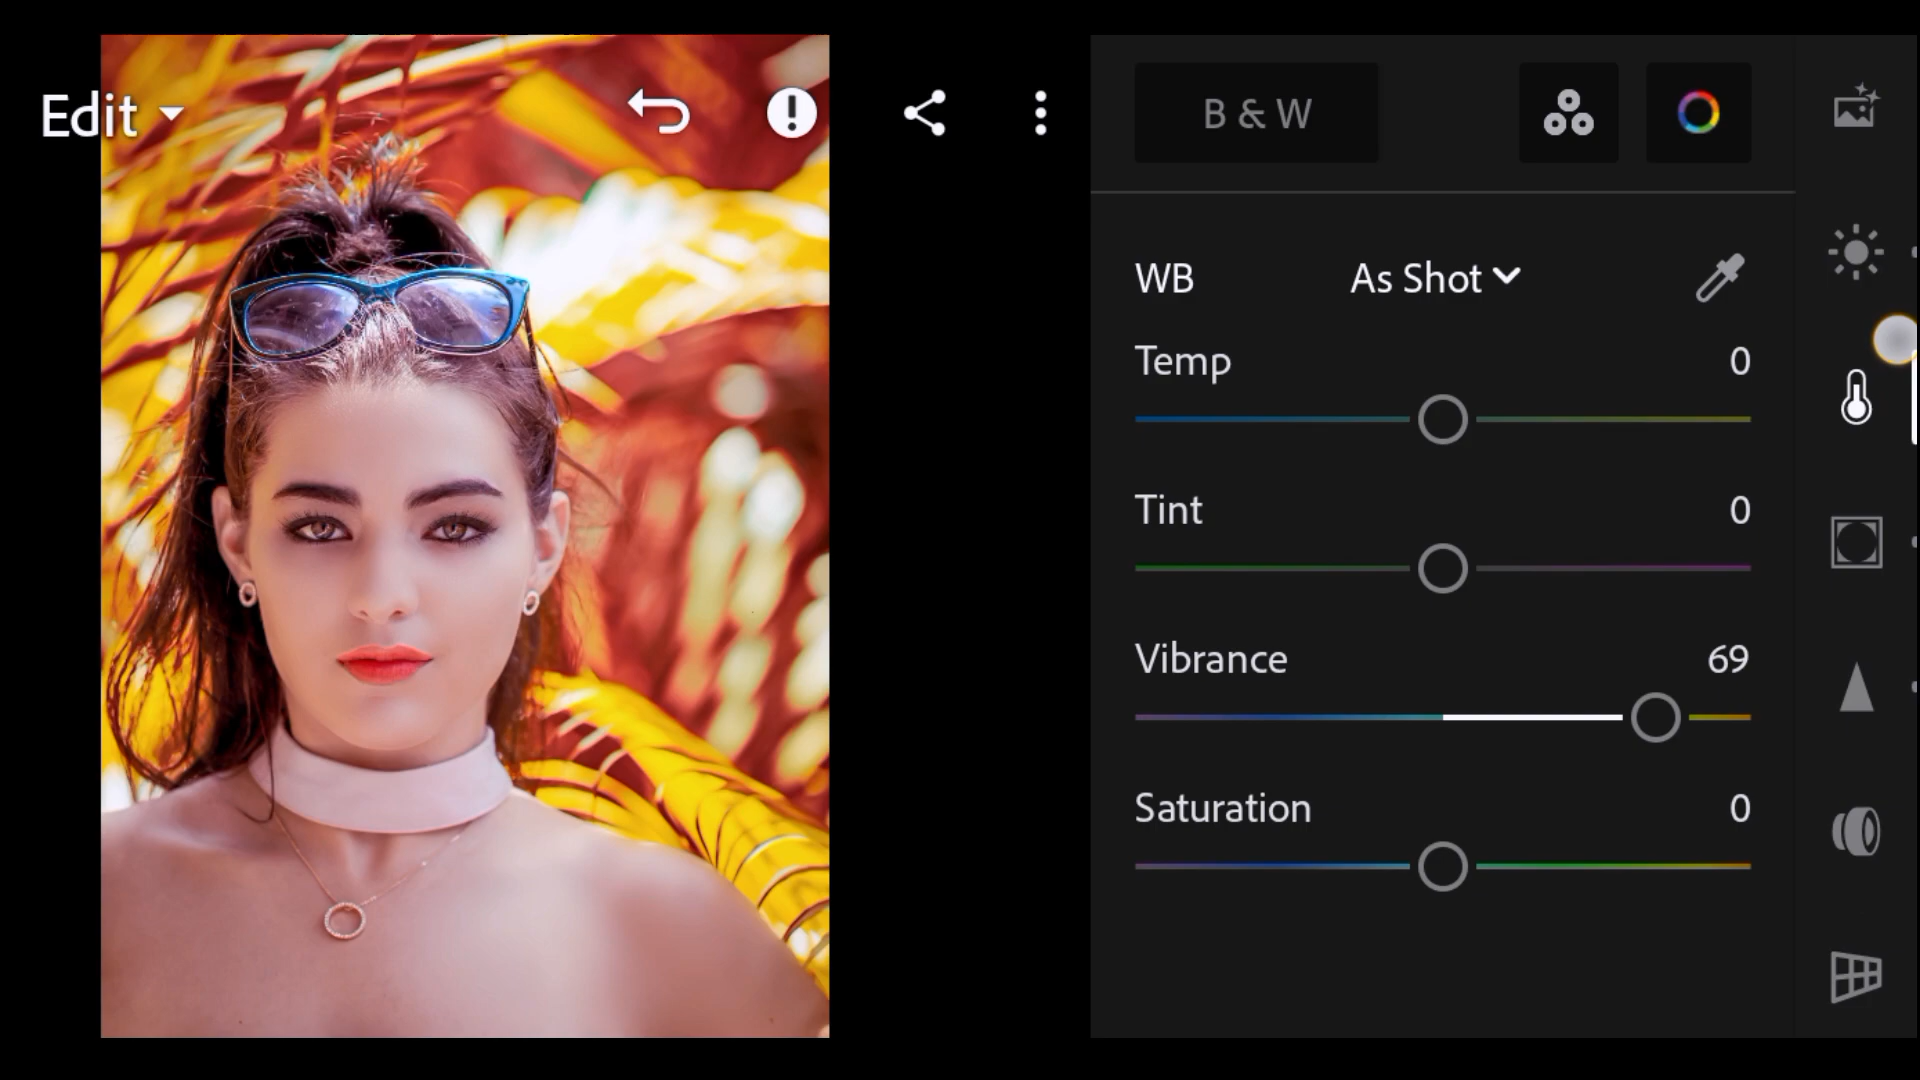 Edit
B & W
WB As Shot
Temp 0
Tint 0
Vibrance 69
Saturation 0